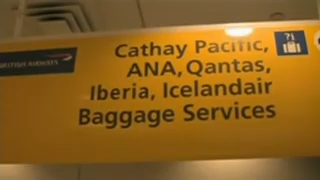 BRITISH AIRWAYS
Cathay Pacific,
ANA, Qantas,
Iberia, Icelandair
Baggage Services
?i